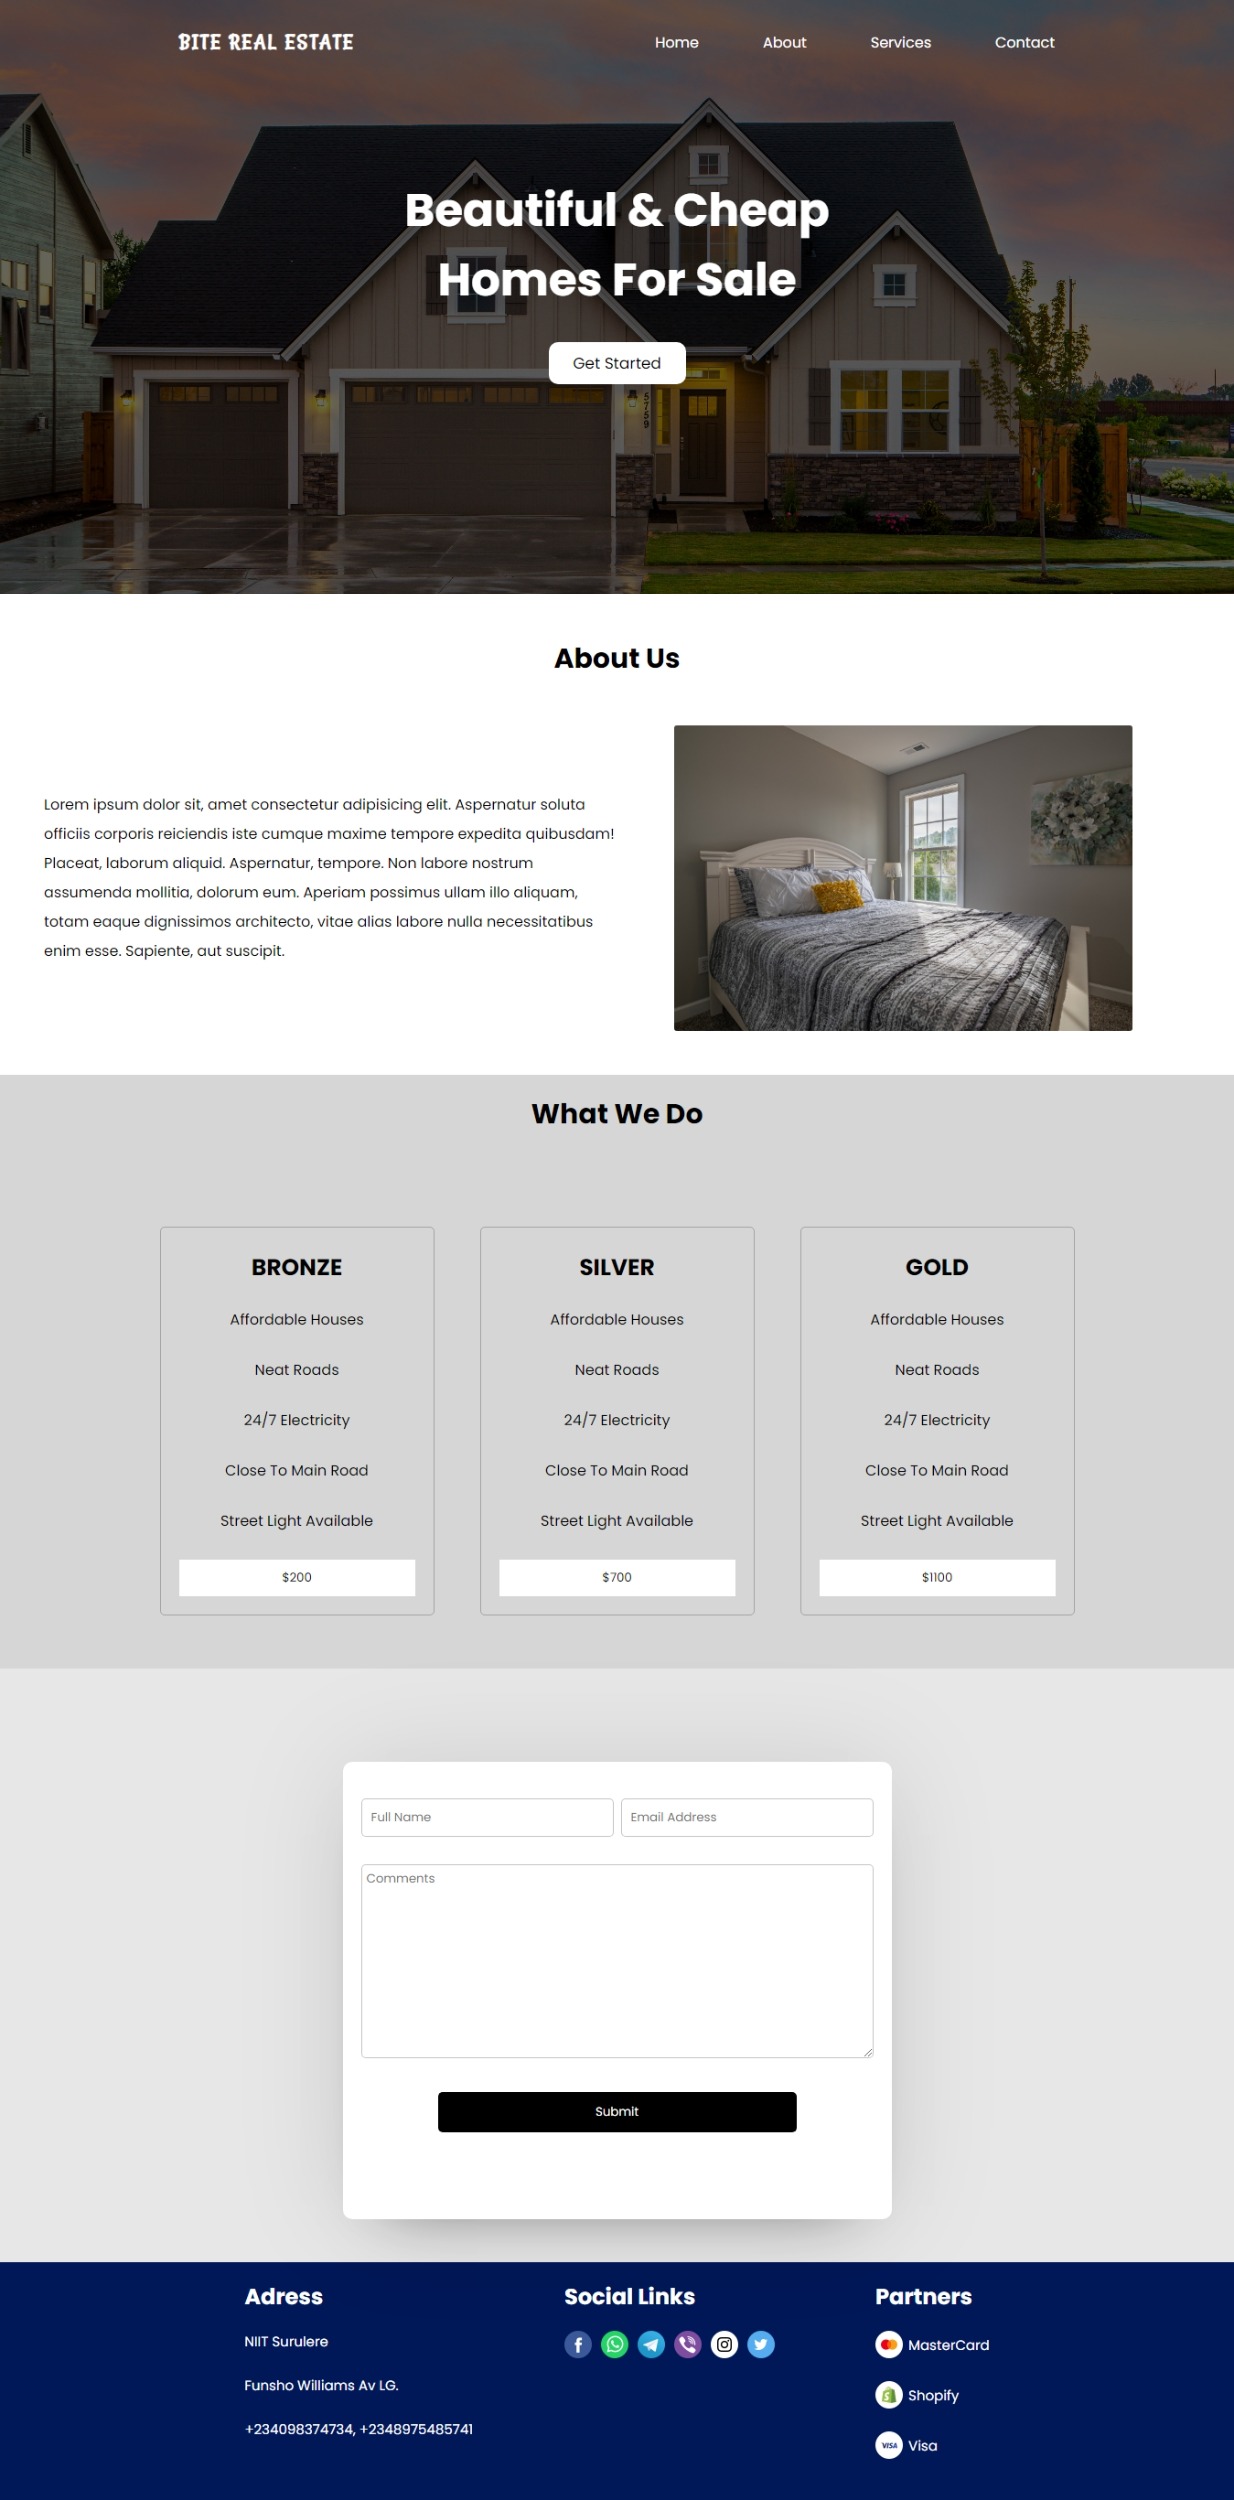 BITE REAL ESTATE
Home About Services Contact
Beautiful & Cheap
Homes For Sale
Get Started
5759
About Us
Lorem ipsum dolor sit, amet consectetur adipisicing elit. Aspernatur soluta
officiis corporis reiciendis iste cumque maxime tempore expedita quibusdam!
Placeat, laborum aliquid. Aspernatur, tempore. Non labore nostrum
assumenda mollitia, dolorum eum. Aperiam possimus ullam illo aliquam,
totam eaque dignissimos architecto, vitae alias labore nulla necessitatibus
enim esse. Sapiente, aut suscipit.
What We Do
BRONZE
Affordable Houses
Neat Roads
24/7 Electricity
Close To Main Road
Street Light Available
$200
SILVER
Affordable Houses
Neat Roads
24/7 Electricity
Close To Main Road
Street Light Available
$700
GOLD
Affordable Houses
Neat Roads
24/7 Electricity
Close To Main Road
Street Light Available
$1100
Full Name
Email Address
Comments
Submit
Adress
NIIT Surulere
Funsho Williams Av LG.
+234098374734, +2348975485741
Social Links
Partners
MasterCard
Shopify
VISA Visa